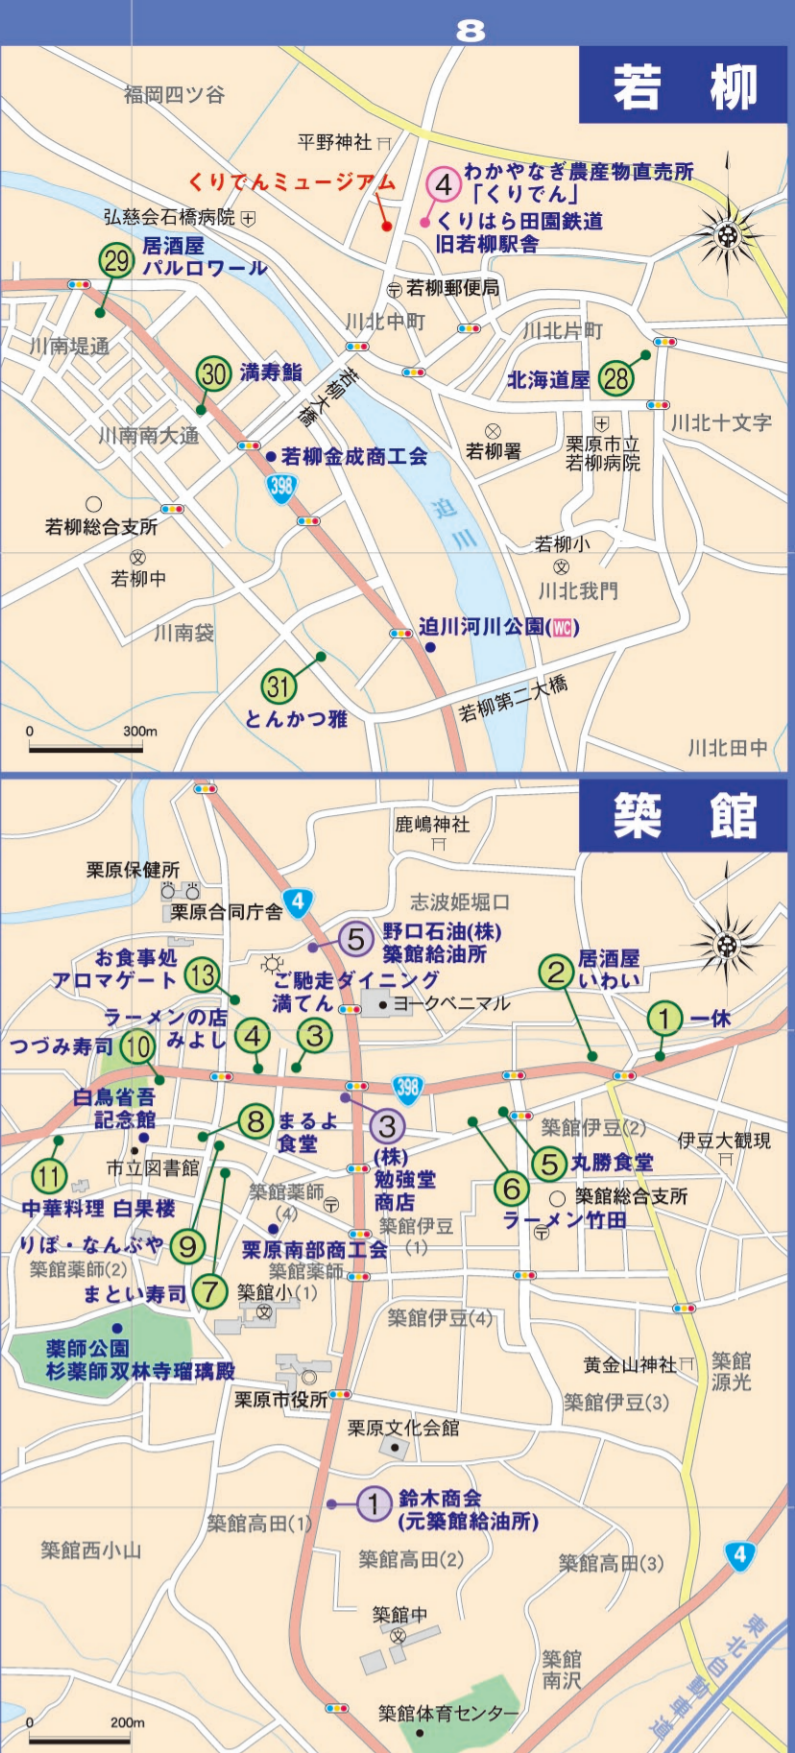 8
若柳
福岡四ツ谷
平野神社
くりでんミュージアム
4
わかやなぎ農産物直売所
「くりでん」
くりはら田園鉄道
旧若柳駅舎
弘慈会石橋病院
29
居酒屋
パルロワール
若柳郵便局
川北中町
川北片町
川南堤通
30
満寿鮨
北海道屋
28
若柳大橋
川南南大通
川北十文字
若柳署
栗原市立
若柳病院
若柳金成商工会
398
迫川
若柳総合支所
若柳小
若柳中
川北我門
川南袋
迫川河川公園(WC)
31
とんかつ雅
若柳第二大橋
0
300m
川北田中
築館
鹿嶋神社
栗原保健所
栗原合同庁舎
4
志波姫堀口
5
野口石油(株)
築館給油所
お食事処
アロマゲート
13
ご馳走ダイニング
満てん
ヨークベニマル
2
居酒屋
いわい
1
一休
ラーメンの店
みよし
4
3
つづみ寿司
10
398
白鳥省吾
記念館
8
まるよ
食堂
3
(株)
勉強堂
商店
築館伊豆(2)
伊豆大観現
5
丸勝食堂
市立図書館
11
中華料理 白果楼
築館薬師
(4)
6
ラーメン竹田
築館総合支所
りぽ・なんぶや
9
栗原南部商工会
築館伊豆
(1)
築館薬師(2)
築館薬師
(1)
まとい寿司
7
築館小
築館伊豆(4)
薬師公園
杉薬師双林寺瑠璃殿
黄金山神社
築館
源光
栗原市役所
築館伊豆(3)
栗原文化会館
1
鈴木商会
(元築館給油所)
築館高田(1)
築館西小山
築館高田(2)
築館高田(3)
4
築館中
東北自動車道
築館
南沢
築館体育センター
0
200m